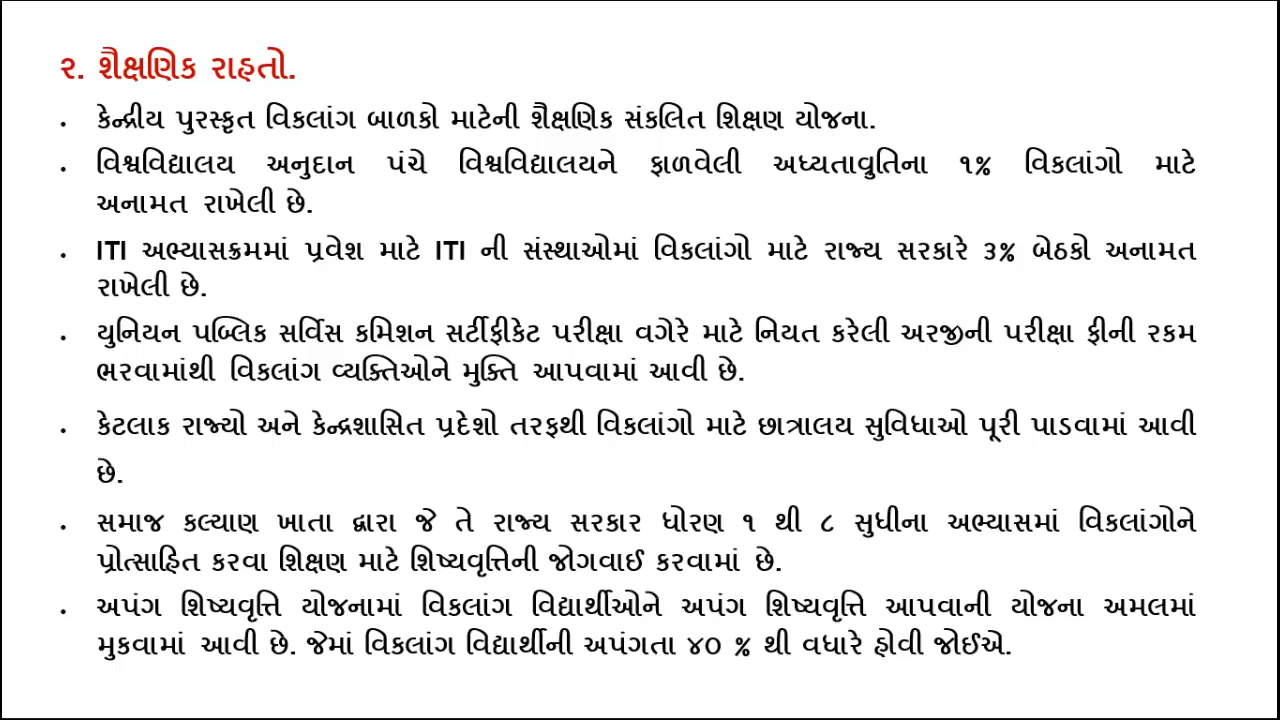 ૨. શૈક્ષણિક રાહતો.
• કેન્દ્રીય પુરસ્કૃત વિકલાંગ બાળકો માટેની શૈક્ષણિક સંકલિત શિક્ષણ યોજના.
• વિશ્વવિદ્યાલય અનુદાન પંચે વિશ્વવિદ્યાલયને ફાળવેલી અધ્યતાવ્રુતિના ૧% વિકલાંગો માટે
અનામત રાખેલી છે.
• ITI અભ્યાસક્રમમાં પ્રવેશ માટે ITI ની સંસ્થાઓમાં વિકલાંગો માટે રાજ્ય સરકારે ૩% બેઠકો અનામત
રાખેલી છે.
• યુનિયન પબ્લિક સર્વિસ કમિશન સર્ટીફીકેટ પરીક્ષા વગેરે માટે નિયત કરેલી અરજીની પરીક્ષા ફીની રકમ
ભરવામાંથી વિકલાંગ વ્યક્તિઓને મુક્તિ આપવામાં આવી છે.
• કેટલાક રાજ્યો અને કેન્દ્રશાસિત પ્રદેશો તરફથી વિકલાંગો માટે છાત્રાલય સુવિધાઓ પૂરી પાડવામાં આવી
છે.
• સમાજ કલ્યાણ ખાતા દ્વારા જે તે રાજ્ય સરકાર ધોરણ ૧ થી ૮ સુધીના અભ્યાસમાં વિકલાંગોને
પ્રોત્સાહિત કરવા શિક્ષણ માટે શિષ્યવૃત્તિની જોગવાઈ કરવામાં છે.
• અપંગ શિષ્યવૃત્તિ યોજનામાં વિકલાંગ વિદ્યાર્થીઓને અપંગ શિષ્યવૃત્તિ આપવાની યોજના અમલમાં
મુકવામાં આવી છે. જેમાં વિકલાંગ વિદ્યાર્થીની અપંગતા ૪૦ % થી વધારે હોવી જોઈએ.